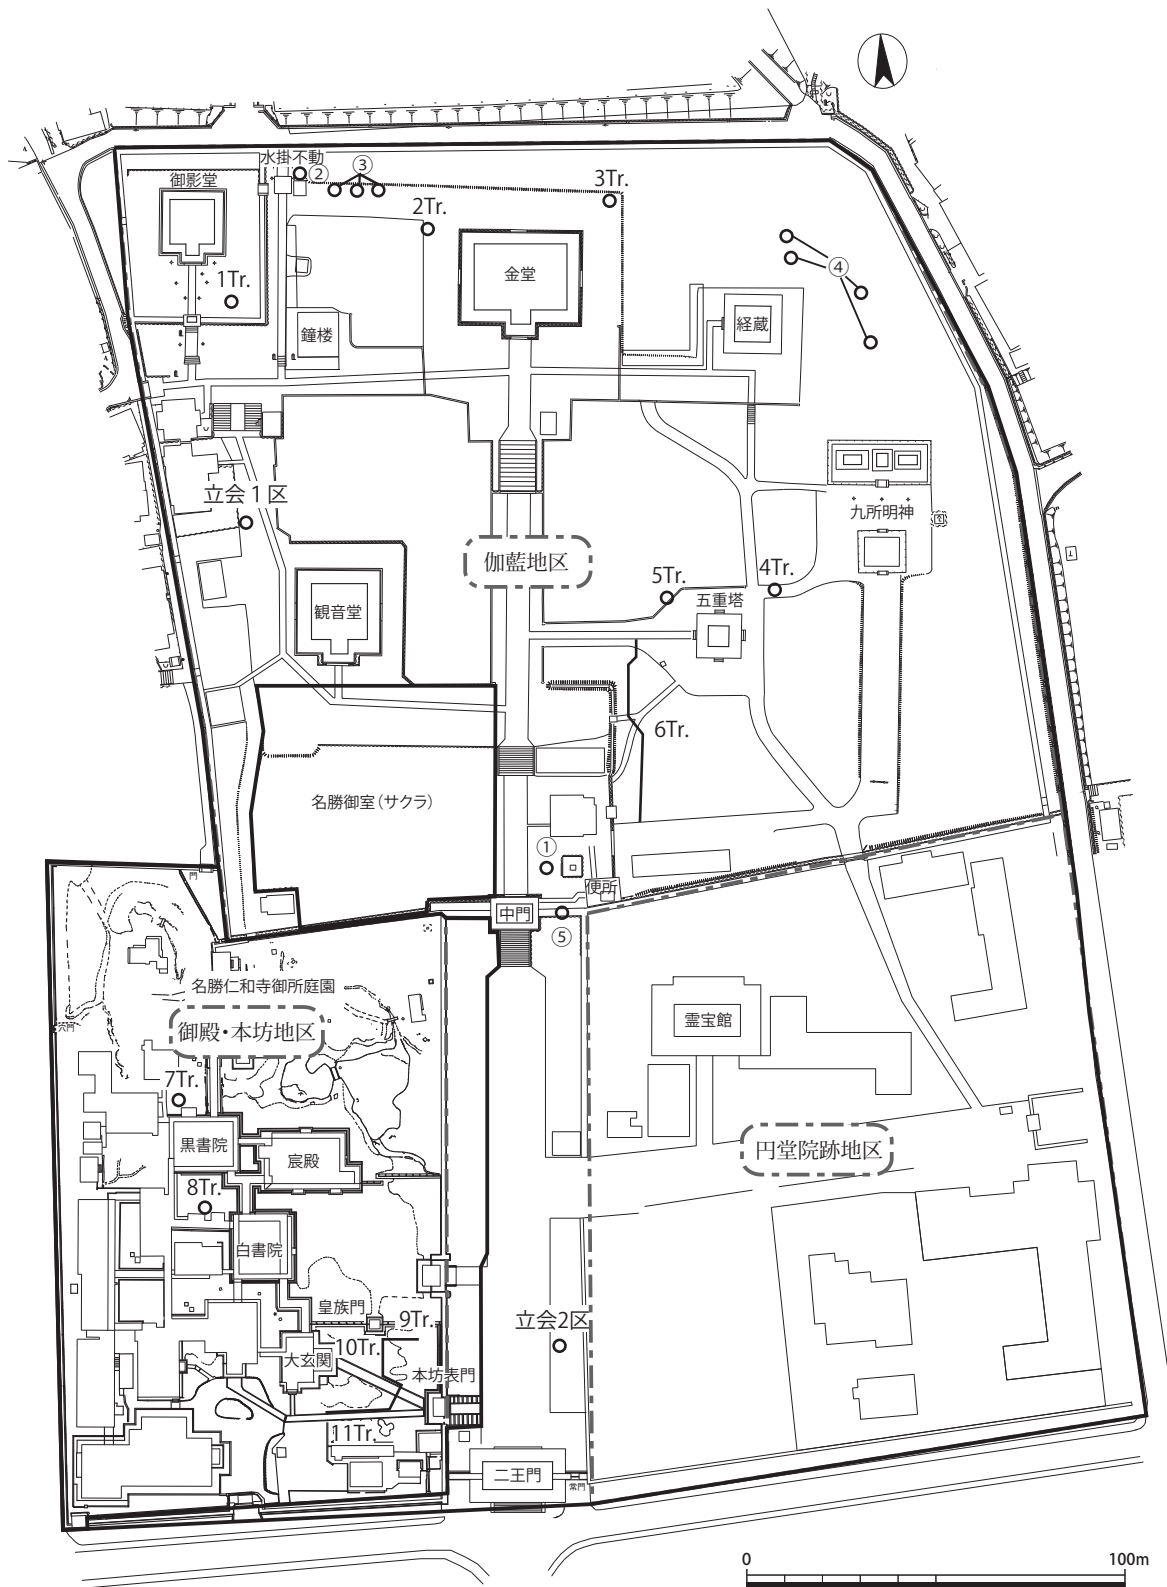 水掛不動
②
③
御影堂
3Tr.
2Tr.
1Tr.
金堂
④
鐘楼
経蔵
立会1区
九所明神
伽藍地区
5Tr.
4Tr.
五重塔
観音堂
6Tr.
名勝御室(サクラ)
①
便所
門
中門
⑤
名勝仁和寺御所庭園
御殿・本坊地区
霊宝館
7Tr.
黒書院
宸殿
円堂院跡地区
8Tr.
白書院
皇族門
9Tr.
立会2区
10Tr.
大玄関
本坊表門
11Tr.
二王門
常門
0
100m